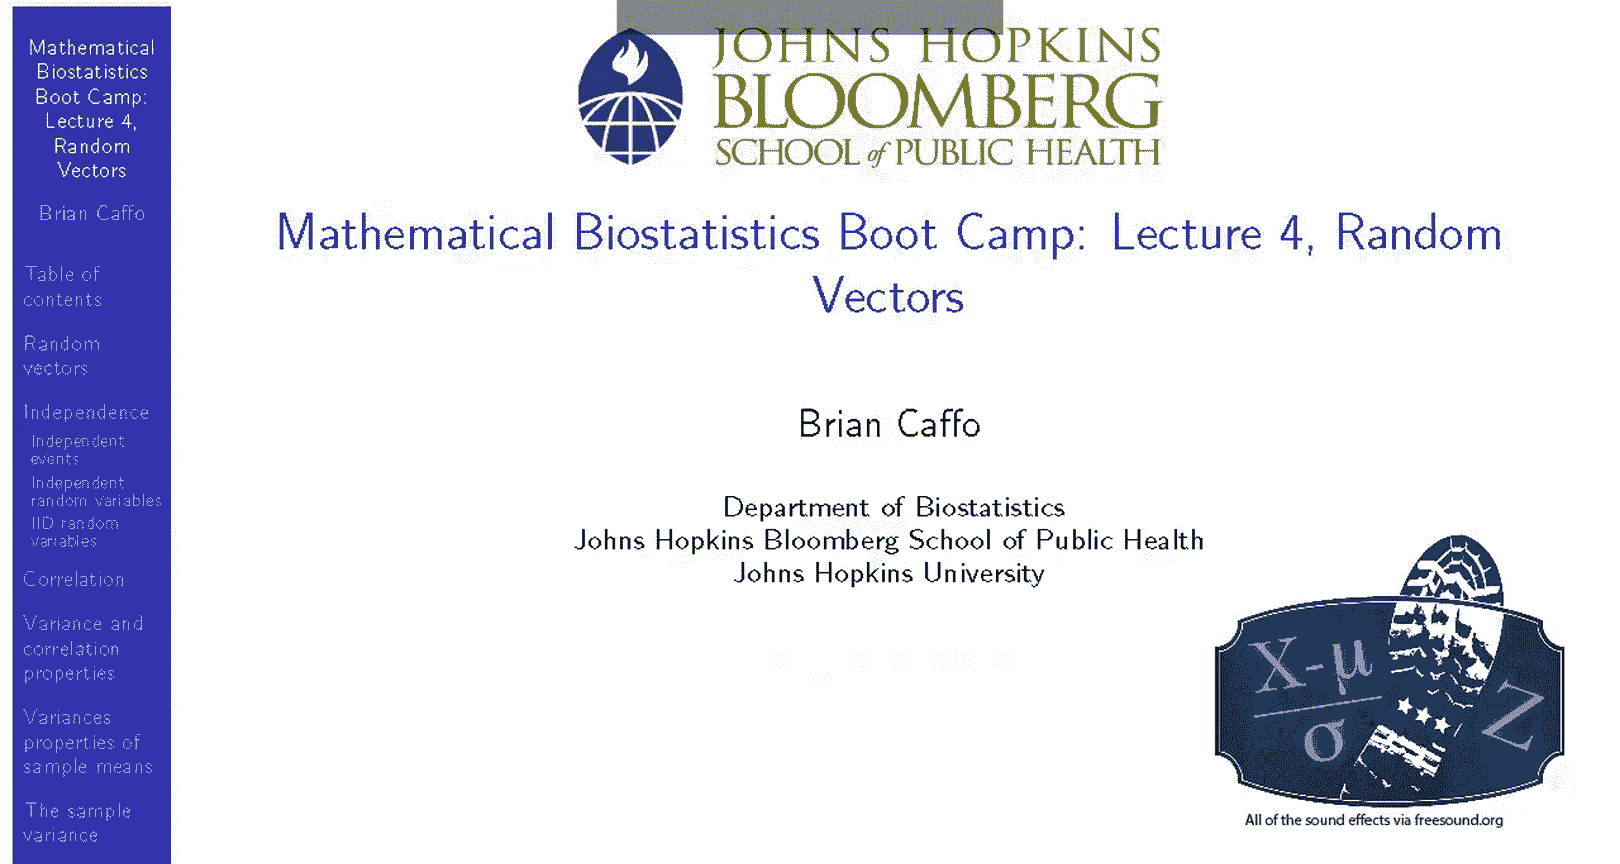 Mathematical
Biostatistics
Boot Camp:
Lecture 4,
Random
Vectors
Brian Caffo
Table of
contents
Random
vectors
Independence
Independent
events
Independent
random variables
IID random
variables
Correlation
Variance and
correlation
properties
Variances
properties of
sample means
The sample
variance
JOHNS HOPKINS
BLOOMBERG
SCHOOL of PUBLIC HEALTH
Mathematical Biostatistics Boot Camp: Lecture 4, Random
Vectors
Brian Caffo
Department of Biostatistics
Johns Hopkins Bloomberg School of Public Health
Johns Hopkins University
X-μ
σ
Z
All of the sound effects via freesound.org